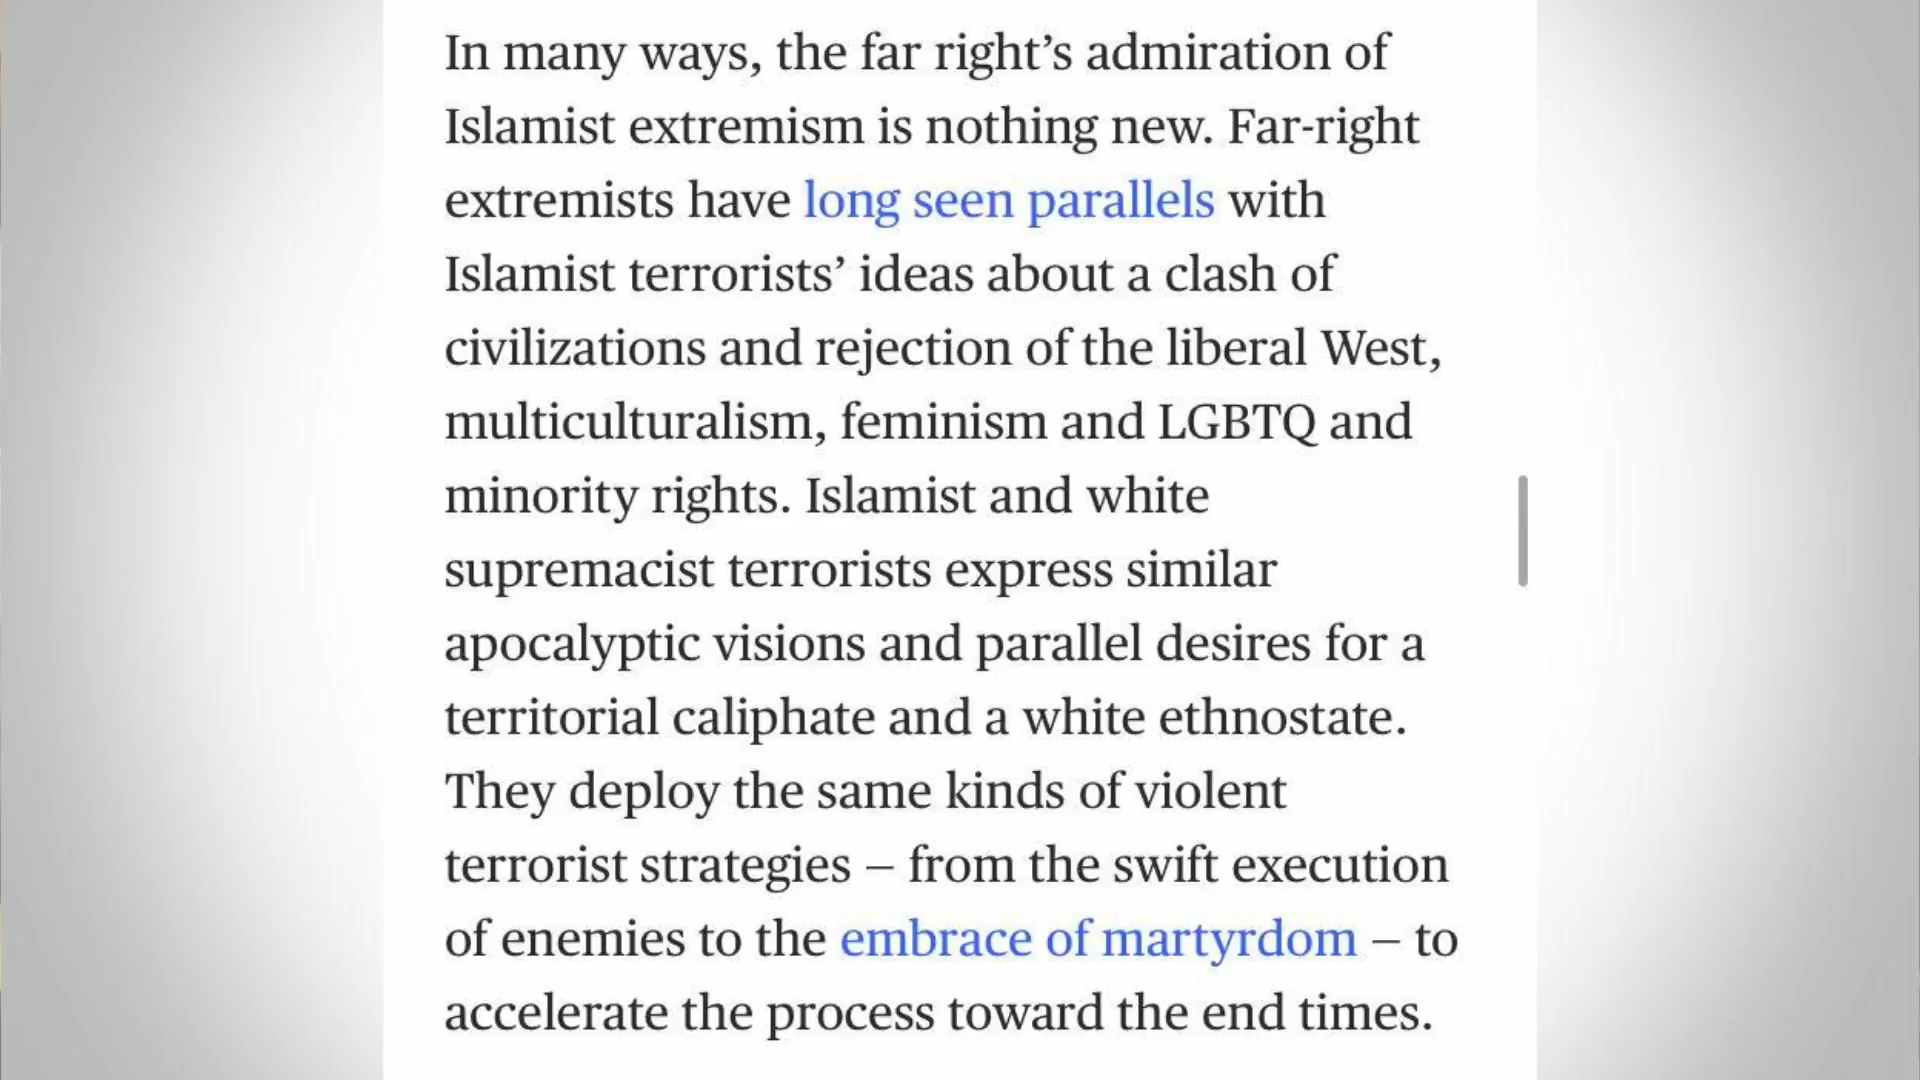 In many ways, the far right’s admiration of
Islamist extremism is nothing new. Far-right
extremists have long seen parallels with
Islamist terrorists’ ideas about a clash of
civilizations and rejection of the liberal West,
multiculturalism, feminism and LGBTQ and
minority rights. Islamist and white
supremacist terrorists express similar
apocalyptic visions and parallel desires for a
territorial caliphate and a white ethnostate.
They deploy the same kinds of violent
terrorist strategies – from the swift execution
of enemies to the embrace of martyrdom – to
accelerate the process toward the end times.